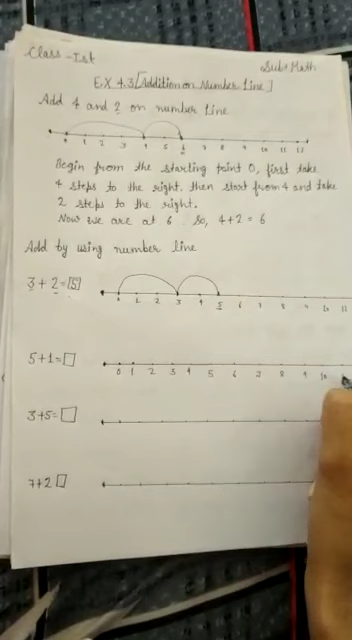 Class - Ist
Sub: Math
EX 4.3 [Addition on Number Line]
Add 4 and 2 on number line
0 1 2 3 4 5 6 7 8 9 10 11 12
Begin from the starting point 0, first take
4 steps to the right, then start from 4 and take
2 steps to the right.
Now we are at 6 So, 4+2 = 6
Add by using number line
3+2=5
0 1 2 3 4 5 6 7 8 9 10 11
5+1=
0 1 2 3 4 5 6 7 8 9 10
3+5=
7+2